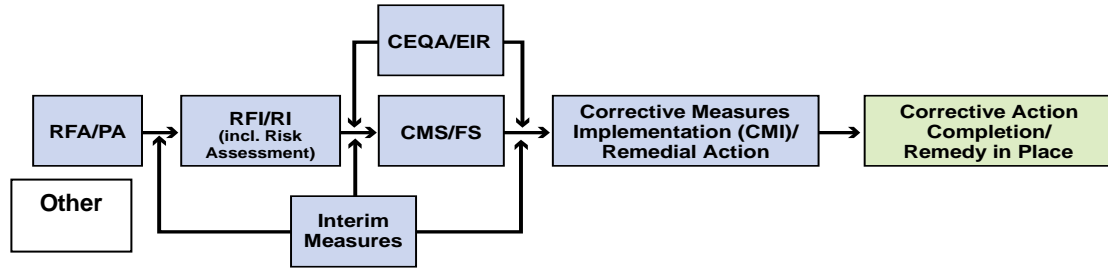 CEQA/EIR
RFA/PA
RFI/RI
(incl. Risk
Assessment)
CMS/FS
Corrective Measures
Implementation (CMI)/
Remedial Action
Corrective Action
Completion/
Remedy in Place
Other
Interim
Measures